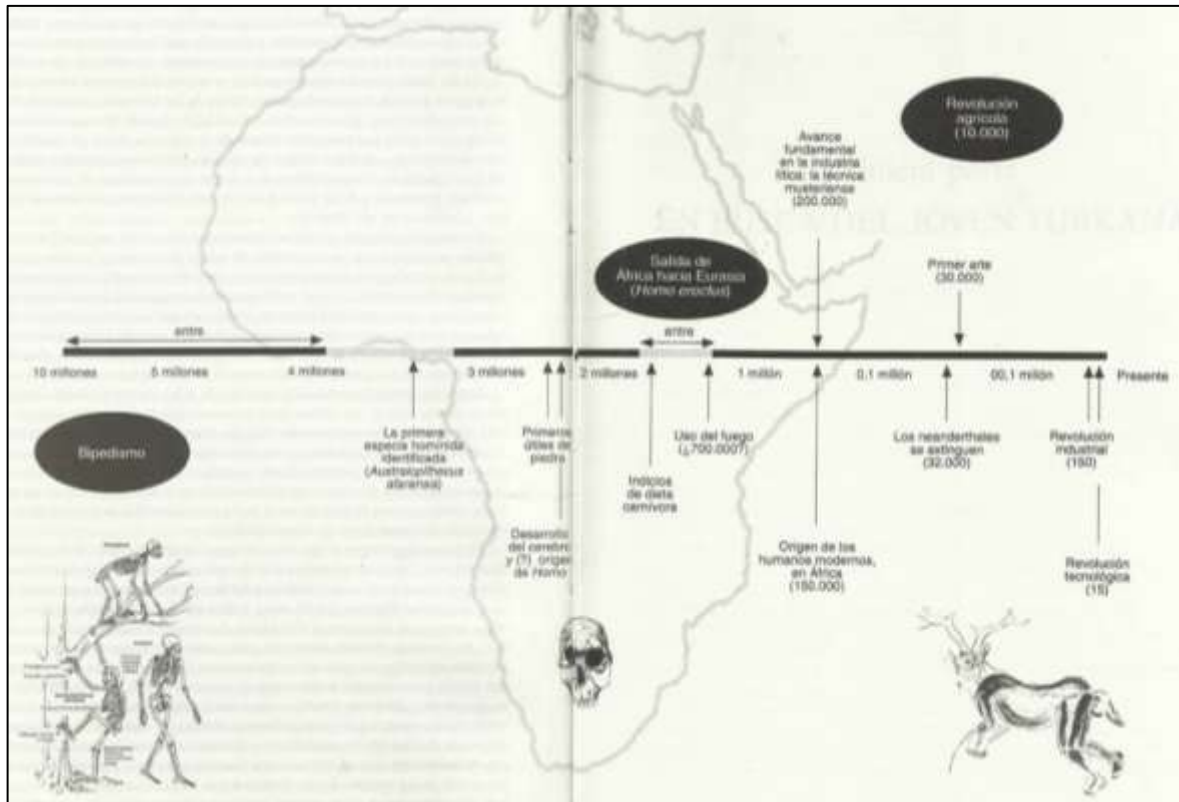 Revolución
agrícola
(10.000)
Avance
fundamental
en la industria
lítica: la técnica
musteriense
(200.000)
EN BUSCA DEL JOVEN TURKANA
Salida de
África hacia Eurasia
(Homo erectus)
Primer arte
(30.000)
entre
entre
10 millones
5 millones
4 millones
3 millones
2 millones
1 millón
0,1 millón
00,1 millón
Presente
Bipedismo
La primera
especie homínida
identificada
(Australopithecus
afarensis)
Primeros
útiles de
piedra
Uso del fuego
(¿700.000?)
Los neanderthales
se extinguen
(32.000)
Revolución
industrial
(150)
Indicios
de dieta
carnívora
Desarrollo
del cerebro
y (?) origen
de Homo
Origen de los
humanos modernos,
en África
(150.000)
Revolución
tecnológica
(15)